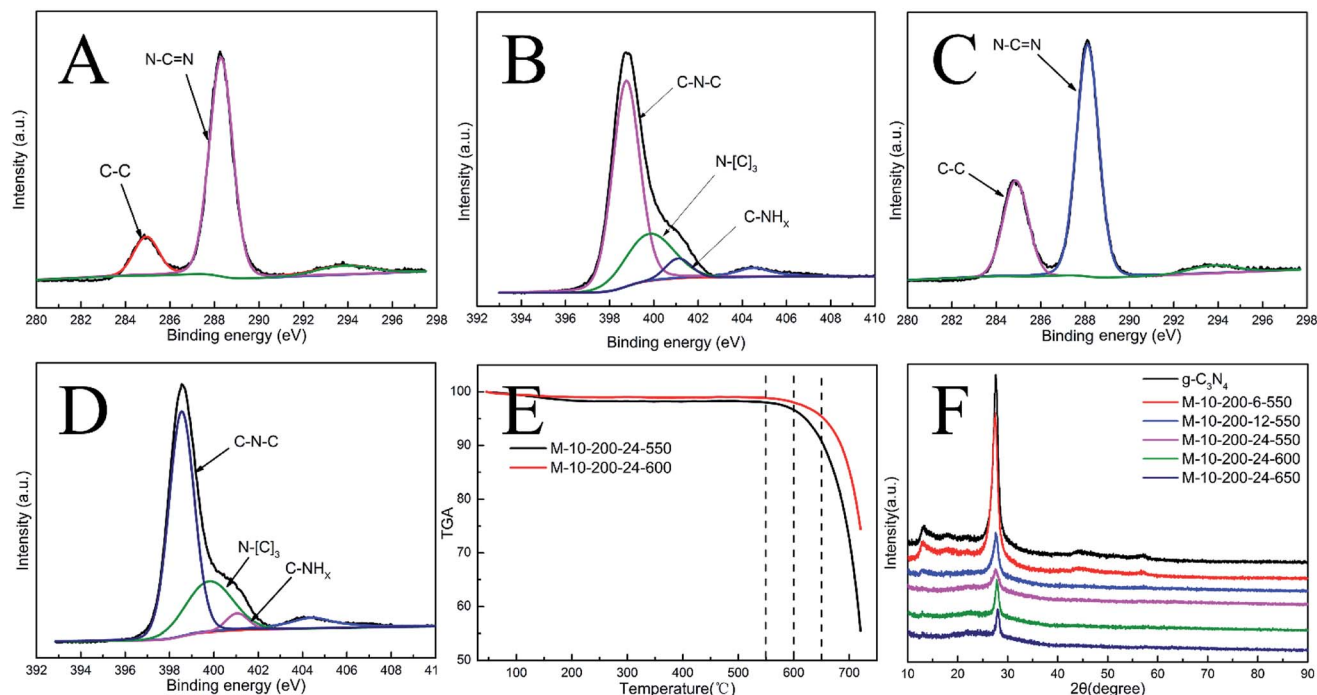 A
N-C=N
C-C
Intensity (a.u.)
280 282 284 286 288 290 292 294 296 298
Binding energy (eV)
B
C-N-C
N-[C]₃
C-NHₓ
Intensity (a.u.)
392 394 396 398 400 402 404 406 408 410
Binding energy (eV)
C
N-C=N
C-C
Intensity (a.u.)
280 282 284 286 288 290 292 294 296 298
Binding energy (eV)
D
C-N-C
N-[C]₃
C-NHₓ
Intensity (a.u.)
392 394 396 398 400 402 404 406 408 41
Binding energy (eV)
E
100
90
80
70
60
50
TGA
M-10-200-24-550
M-10-200-24-600
100 200 300 400 500 600 700
Temperature(℃)
F
g-C₃N₄
M-10-200-6-550
M-10-200-12-550
M-10-200-24-550
M-10-200-24-600
M-10-200-24-650
Intensity(a.u.)
10 20 30 40 50 60 70 80 90
2θ(degree)